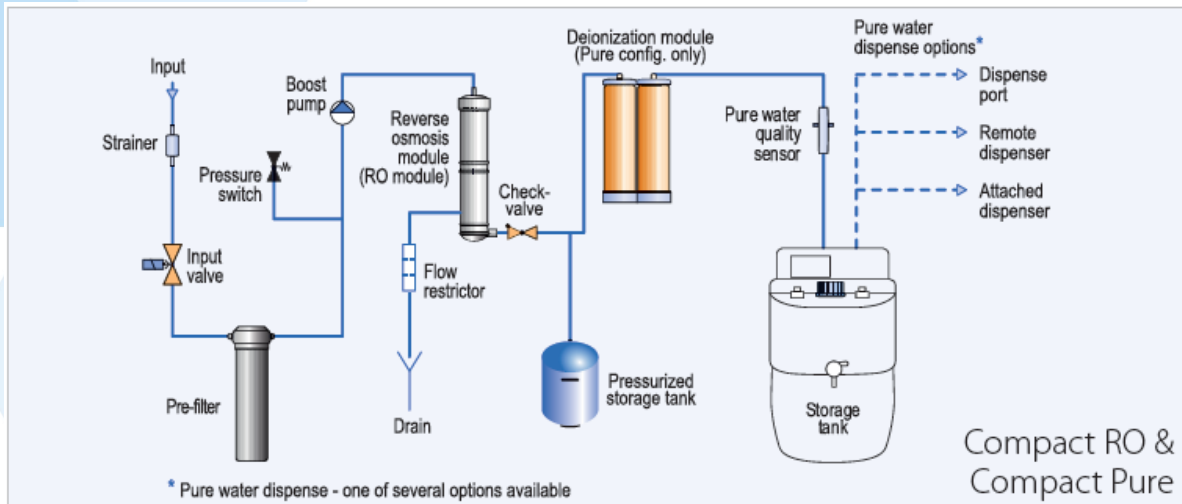 Input
Strainer
Pressure
switch
Input
valve
Pre-filter
Boost
pump
Reverse
osmosis
module
(RO module)
Flow
restrictor
Drain
Check-
valve
Pressurized
storage tank
Deionization module
(Pure config. only)
Pure water
quality
sensor
Pure water
dispense options*
Dispense
port
Remote
dispenser
Attached
dispenser
Storage
tank
Compact RO &
Compact Pure
* Pure water dispense - one of several options available